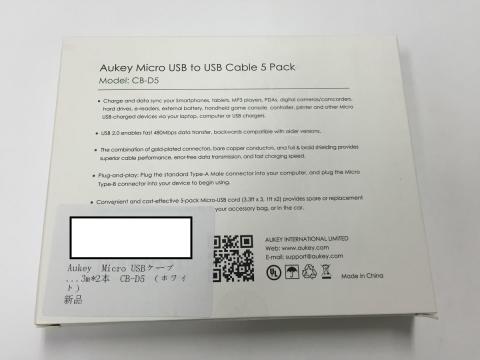 Aukey Micro USB to USB Cable 5 Pack
Model: CB-D5
• Charge and data sync your Smartphones, tablets, MP3 players, PDAs, digital cameras/camcorders,
hard drives, e-readers, external battery, handheld game console, controller, printer and other Micro
USB-charged devices via your laptop, computer or USB chargers.
• USB 2.0 enables fast 480Mbps data transfer, backwards compatible with older versions.
• The combination of gold-plated connectors, bare copper conductors, and foil & braid shielding provides
superior cable performance, error-free data transmission, and fast charging speed.
• Plug-and-play: Plug the standard Type-A Male connector into your computer, and plug the Micro
Type-B connector into your device to begin using.
• Convenient and cost-effective 5-pack Micro-USB cord (3.3ft x 3, 1ft x2) provides spare or replacement
your accessory bag, or in the car.
AUKEY INTERNATIONAL LIMITED
Web: www.aukey.com
E-mail: support@aukey.com
Made in China
Aukey Micro USBケーブ
...3m*2本 CB-D5 （ホワイ
ト）
新品